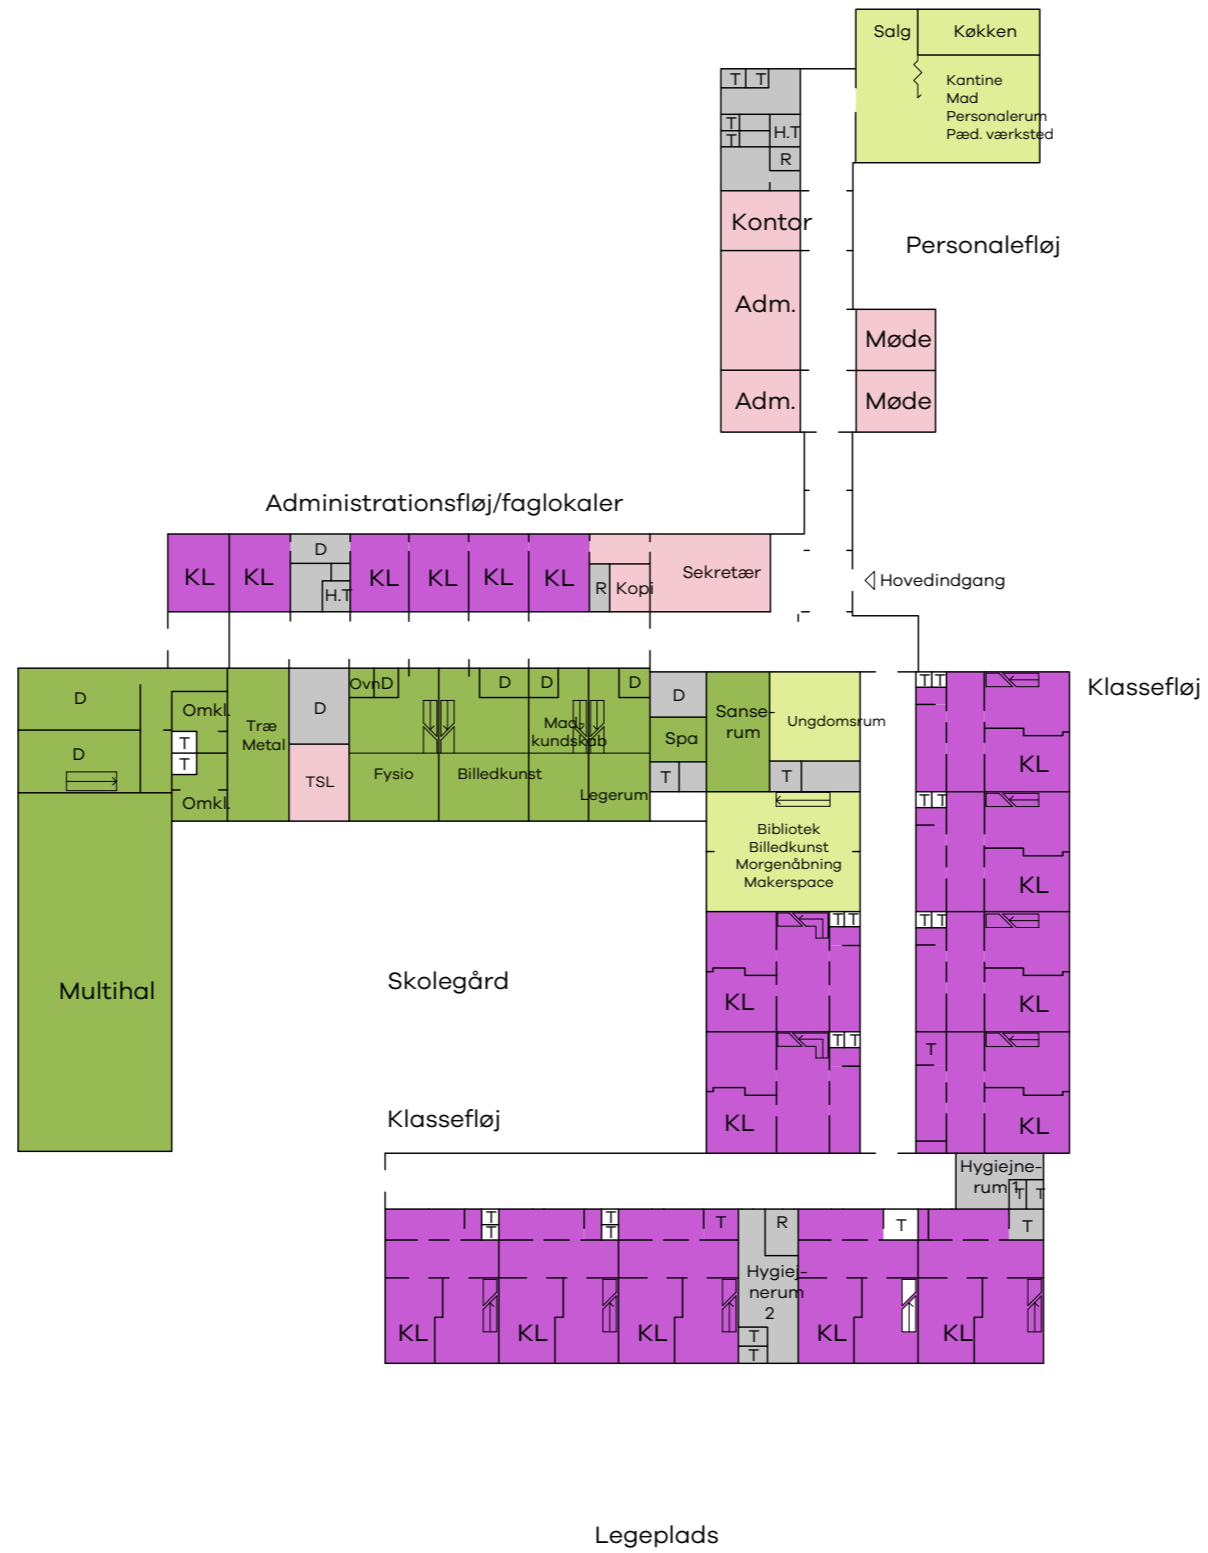 Salg
Køkken
Kantine
Mad
Personalerum
Pæd. værksted
T
T
T
T
H.T
R
Kontor
Personalefløj
Adm.
Møde
Adm.
Møde
Administrationsfløj/faglokaler
KL
KL
D
H.T
KL
KL
KL
KL
R
Kopi
Sekretær
Hovedindgang
D
D
Omkl.
T
T
Omkl.
Træ
Metal
D
TSL
Ovn
D
Fysio
D
Billedkunst
D
Mad-
kundskab
D
Legerum
D
Spa
T
Sanse-
rum
Ungdomsrum
T
T
T
KL
Klassefløj
Bibliotek
Billedkunst
Morgenåbning
Makerspace
T
T
KL
Multihal
Skolegård
T
T
KL
T
T
KL
T
T
KL
T
KL
Klassefløj
Hygiejne-
rum 1
T
T
T
T
T
KL
T
T
KL
T
KL
R
Hygiej-
nerum
2
T
T
T
KL
KL
Legeplads